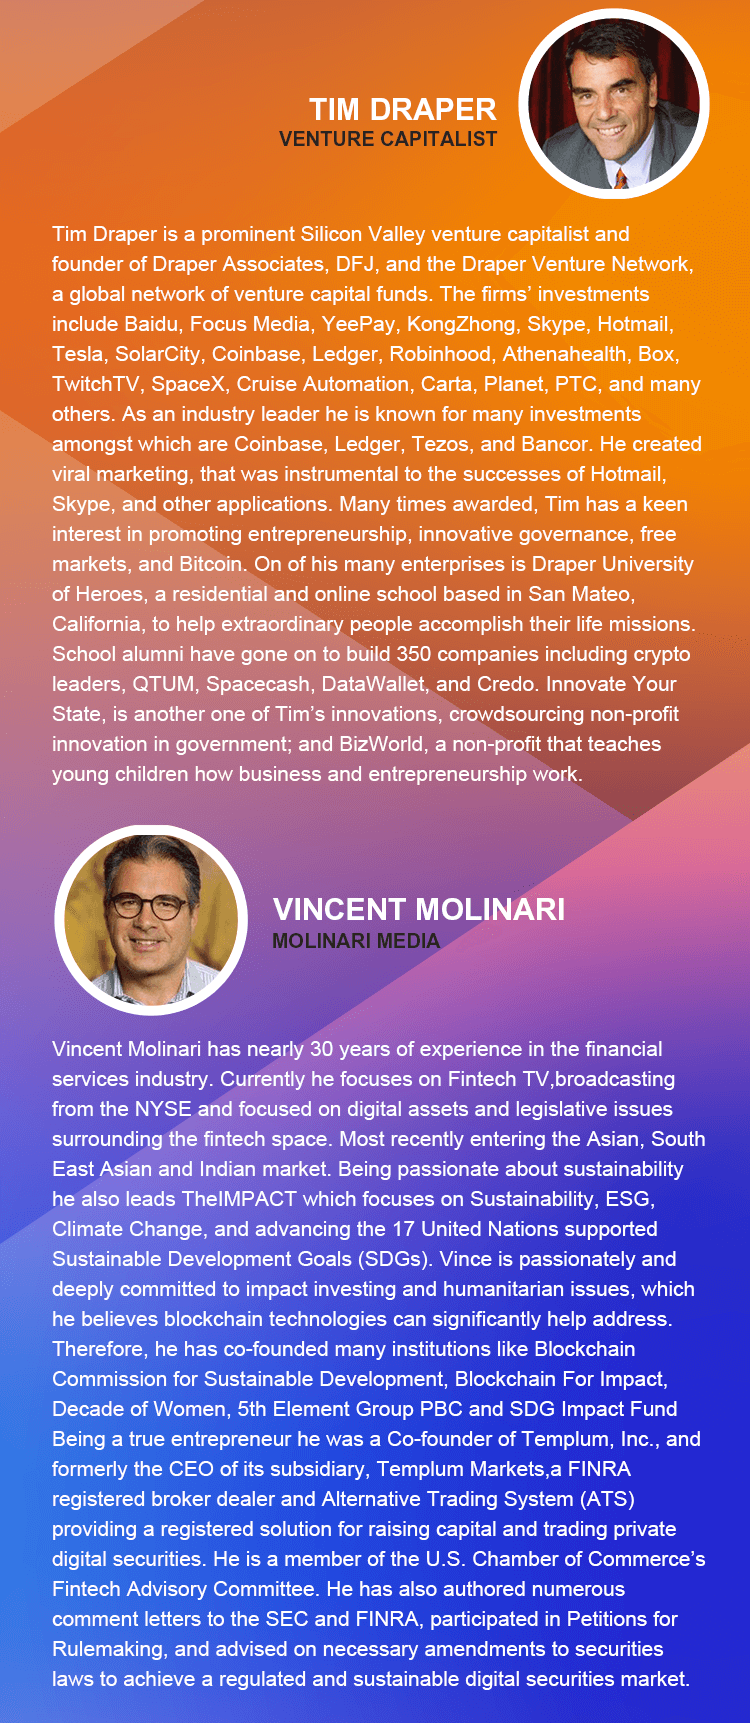 TIM DRAPER
VENTURE CAPITALIST
Tim Draper is a prominent Silicon Valley venture capitalist and
founder of Draper Associates, DFJ, and the Draper Venture Network,
a global network of venture capital funds. The firms’ investments
include Baidu, Focus Media, YeePay, KongZhong, Skype, Hotmail,
Tesla, SolarCity, Coinbase, Ledger, Robinhood, Athenahealth, Box,
TwitchTV, SpaceX, Cruise Automation, Carta, Planet, PTC, and many
others. As an industry leader he is known for many investments
amongst which are Coinbase, Ledger, Tezos, and Bancor. He created
viral marketing, that was instrumental to the successes of Hotmail,
Skype, and other applications. Many times awarded, Tim has a keen
interest in promoting entrepreneurship, innovative governance, free
markets, and Bitcoin. On of his many enterprises is Draper University
of Heroes, a residential and online school based in San Mateo,
California, to help extraordinary people accomplish their life missions.
School alumni have gone on to build 350 companies including crypto
leaders, QTUM, Spacecash, DataWallet, and Credo. Innovate Your
State, is another one of Tim’s innovations, crowdsourcing non-profit
innovation in government; and BizWorld, a non-profit that teaches
young children how business and entrepreneurship work.
VINCENT MOLINARI
MOLINARI MEDIA
Vincent Molinari has nearly 30 years of experience in the financial
services industry. Currently he focuses on Fintech TV,broadcasting
from the NYSE and focused on digital assets and legislative issues
surrounding the fintech space. Most recently entering the Asian, South
East Asian and Indian market. Being passionate about sustainability
he also leads TheIMPACT which focuses on Sustainability, ESG,
Climate Change, and advancing the 17 United Nations supported
Sustainable Development Goals (SDGs). Vince is passionately and
deeply committed to impact investing and humanitarian issues, which
he believes blockchain technologies can significantly help address.
Therefore, he has co-founded many institutions like Blockchain
Commission for Sustainable Development, Blockchain For Impact,
Decade of Women, 5th Element Group PBC and SDG Impact Fund
Being a true entrepreneur he was a Co-founder of Templum, Inc., and
formerly the CEO of its subsidiary, Templum Markets,a FINRA
registered broker dealer and Alternative Trading System (ATS)
providing a registered solution for raising capital and trading private
digital securities. He is a member of the U.S. Chamber of Commerce’s
Fintech Advisory Committee. He has also authored numerous
comment letters to the SEC and FINRA, participated in Petitions for
Rulemaking, and advised on necessary amendments to securities
laws to achieve a regulated and sustainable digital securities market.